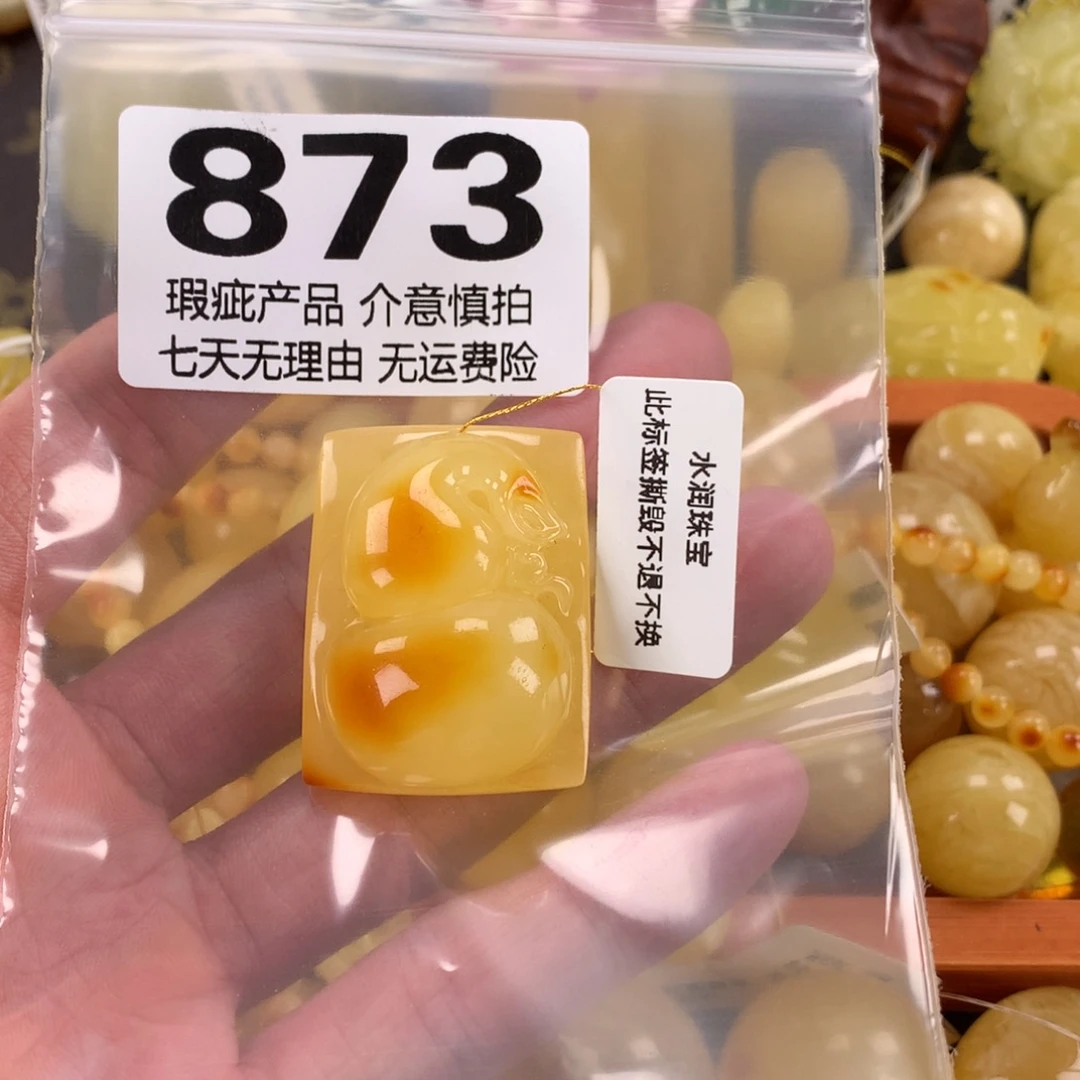 873
瑕疵产品 介意慎拍
七天无理由 无运费险
水润珠宝
此标签撕毁不退不换